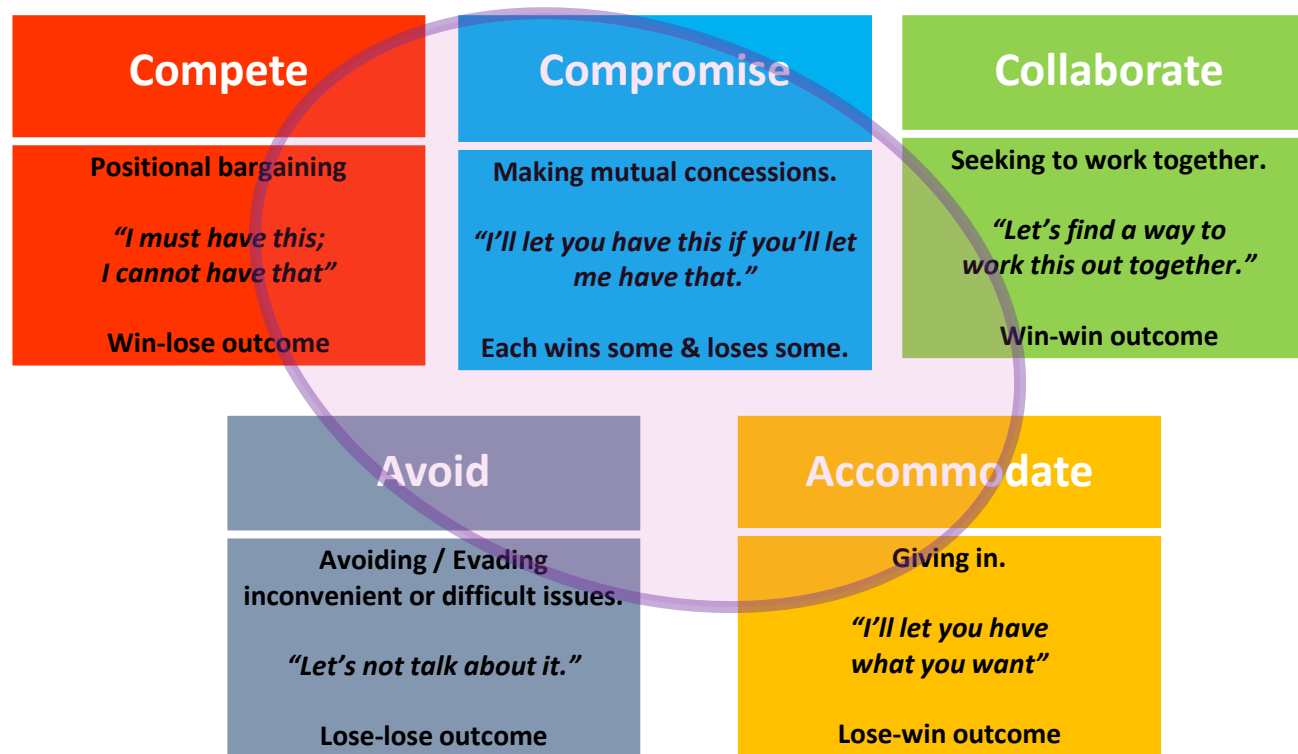 Compete
Positional bargaining
“I must have this;
I cannot have that”
Win-lose outcome
Compromise
Making mutual concessions.
“I’ll let you have this if you’ll let
me have that.”
Each wins some & loses some.
Collaborate
Seeking to work together.
“Let’s find a way to
work this out together.”
Win-win outcome
Avoid
Avoiding / Evading
inconvenient or difficult issues.
“Let’s not talk about it.”
Lose-lose outcome
Accommodate
Giving in.
“I’ll let you have
what you want”
Lose-win outcome